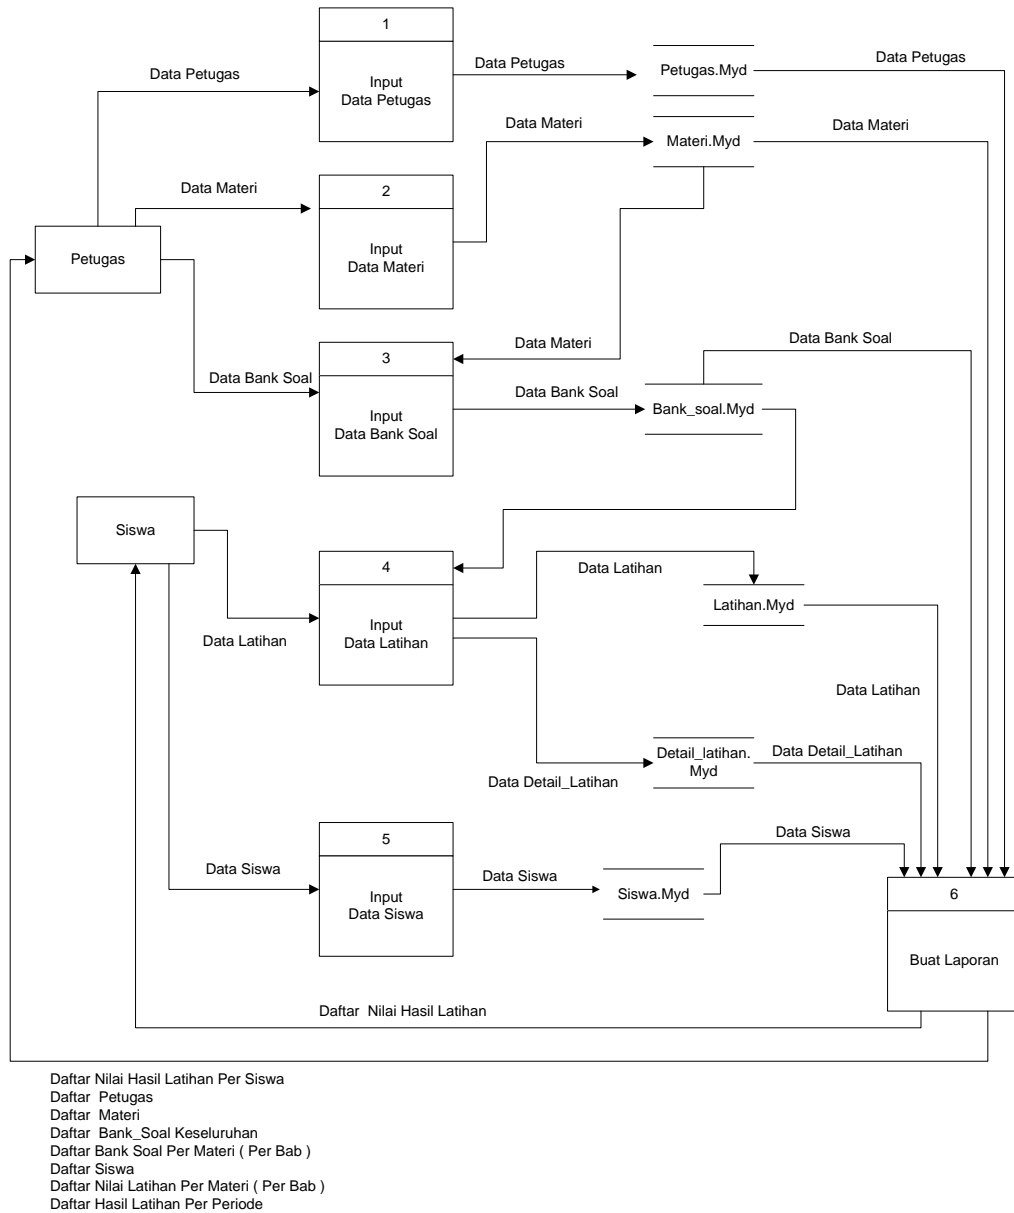 1
Input
Data Petugas
Data Petugas
Data Petugas
Petugas.Myd
Data Petugas
2
Input
Data Materi
Data Materi
Data Materi
Materi.Myd
Data Materi
Petugas
Data Materi
3
Input
Data Bank Soal
Data Bank Soal
Data Bank Soal
Bank_soal.Myd
Data Bank Soal
Siswa
4
Input
Data Latihan
Data Latihan
Data Latihan
Latihan.Myd
Data Latihan
Data Detail_Latihan
Detail_latihan.
Myd
Data Detail_Latihan
5
Input
Data Siswa
Data Siswa
Data Siswa
Siswa.Myd
Data Siswa
6
Buat Laporan
Daftar Nilai Hasil Latihan
Daftar Nilai Hasil Latihan Per Siswa
Daftar Petugas
Daftar Materi
Daftar Bank_Soal Keseluruhan
Daftar Bank Soal Per Materi ( Per Bab )
Daftar Siswa
Daftar Nilai Latihan Per Materi ( Per Bab )
Daftar Hasil Latihan Per Periode